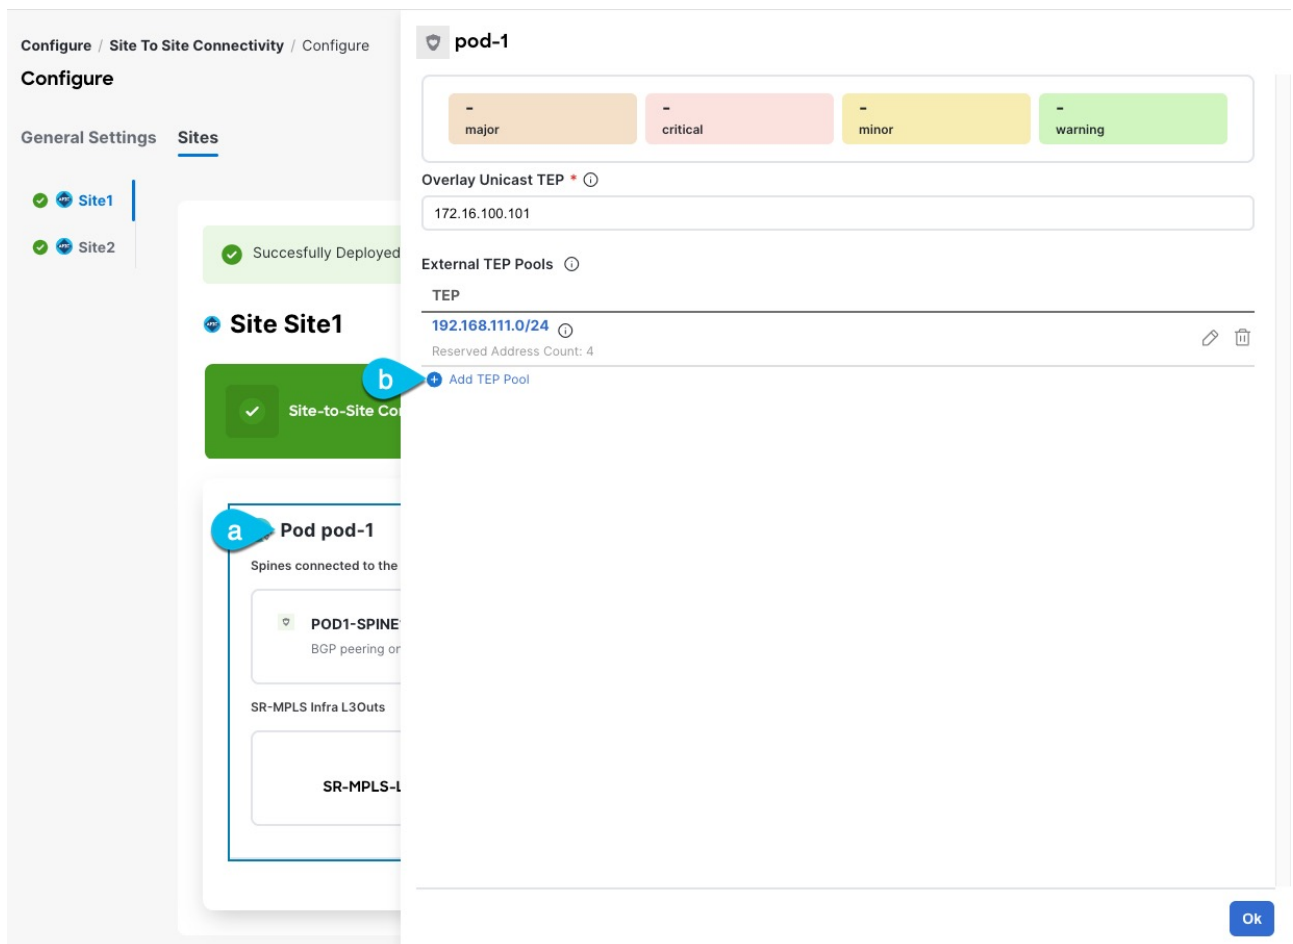 Configure / Site To Site Connectivity / Configure
Configure
General Settings Sites
Site1
Site2
Succesfully Deployed
Site Site1
Site-to-Site
a
Pod pod-1
Spines connected to the
POD1-SPINE
BGP peering
SR-MPLS Infra L3Outs
SR-MPLS-L
pod-1
- - - -
major critical minor warning
Overlay Unicast TEP *
172.16.100.101
External TEP Pools
TEP
192.168.111.0/24
Reserved Address Count: 4
b
Add TEP Pool
Ok